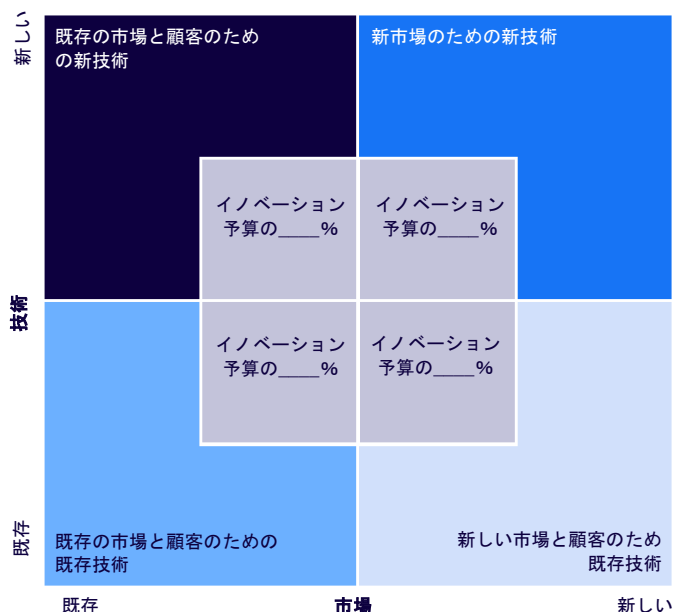 新しい
既存の市場と顧客のため
の新技術
新市場のための新技術
イノベーション
予算の____%
イノベーション
予算の____%
技術
イノベーション
予算の____%
イノベーション
予算の____%
既存
既存の市場と顧客のための
既存技術
新しい市場と顧客のため
既存技術
既存
市場
新しい